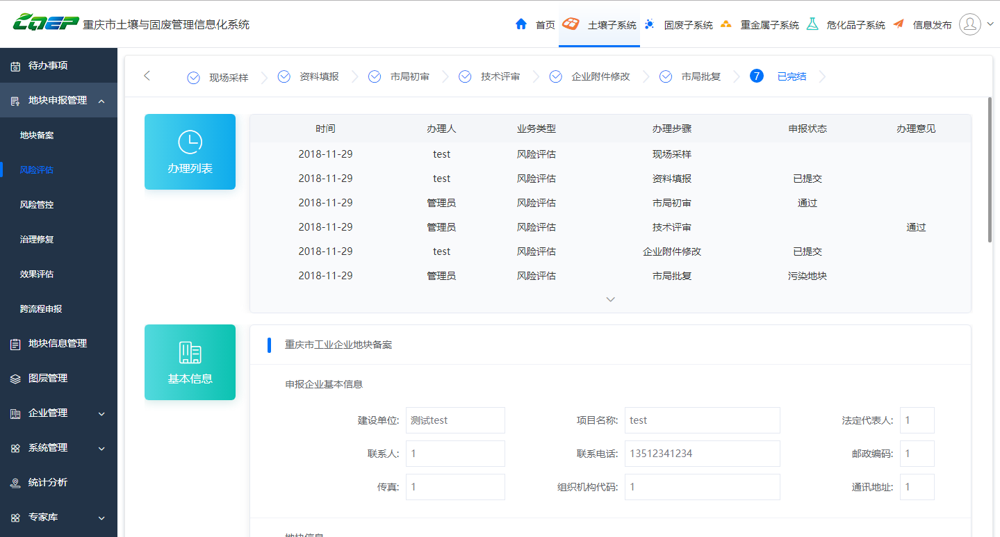 CQEP 重庆市土壤与固废管理信息化系统
首页 土壤子系统 固废子系统 重金属子系统 危化品子系统 信息发布
待办事项
地块申报管理
地块备案
风险评估
风险管控
治理修复
效果评估
跨流程申报
地块信息管理
图层管理
企业管理
系统管理
统计分析
专家库
现场采样 资料填报 市局初审 技术评审 企业附件修改 市局批复 7 已完结
办理列表
时间 办理人 业务类型 办理步骤 申报状态 办理意见
2018-11-29 test 风险评估 现场采样
2018-11-29 test 风险评估 资料填报 已提交
2018-11-29 管理员 风险评估 市局初审 通过
2018-11-29 管理员 风险评估 技术评审 通过
2018-11-29 test 风险评估 企业附件修改 已提交
2018-11-29 管理员 风险评估 市局批复 污染地块
基本信息
重庆市工业企业地块备案
申报企业基本信息
建设单位: 测试test 项目名称: test 法定代表人: 1
联系人: 1 联系电话: 13512341234 邮政编码: 1
传真: 1 组织机构代码: 1 通讯地址: 1
地块信息